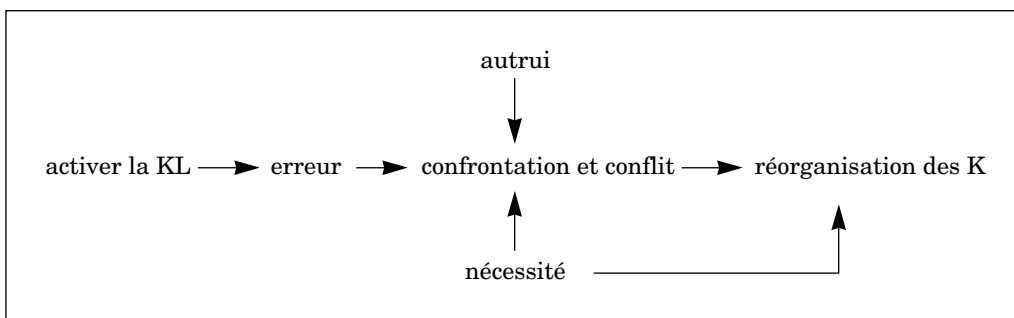 autrui
activer la KL erreur confrontation et conflit réorganisation des K
nécessité